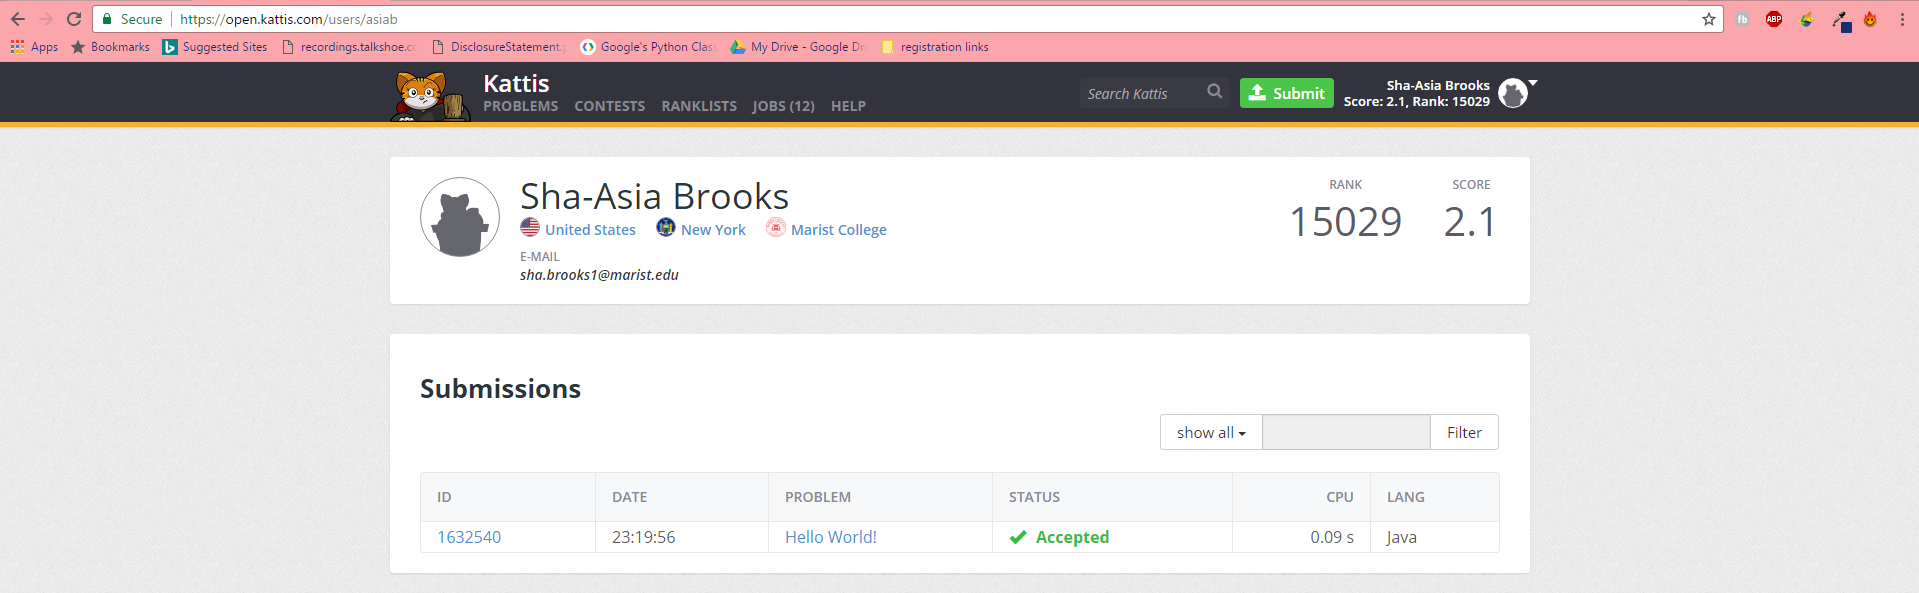 Secure https://open.kattis.com/users/asiab fb ABP
Apps Bookmarks Suggested Sites recordings.talkshoe.c DisclosureStatement. Google's Python Clas My Drive - Google Dr registration links
Kattis
PROBLEMS CONTESTS RANKLISTS JOBS (12) HELP
Search Kattis
Submit
Sha-Asia Brooks
Score: 2.1, Rank: 15029
Sha-Asia Brooks
United States New York Marist College
E-MAIL
sha.brooks1@marist.edu
RANK SCORE
15029 2.1
Submissions
show all Filter
ID DATE PROBLEM STATUS CPU LANG
1632540 23:19:56 Hello World! Accepted 0.09 s Java